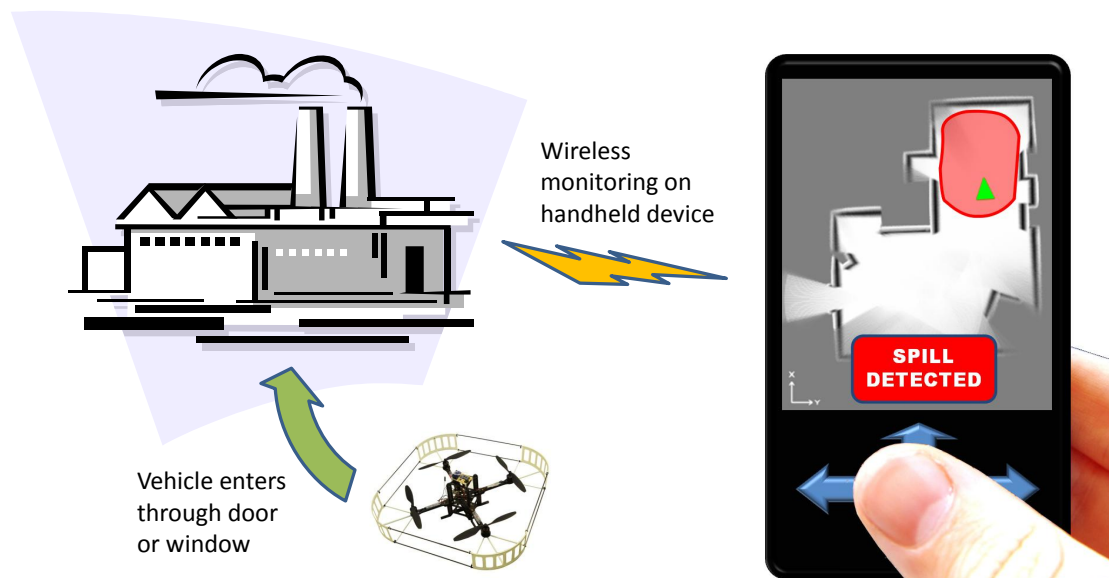 Wireless
monitoring on
handheld device
SPILL
DETECTED
X
Y
Vehicle enters
through door
or window